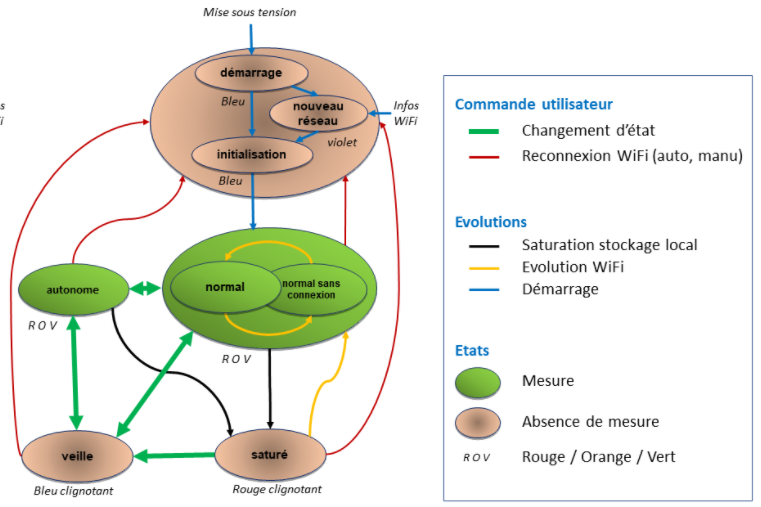 Mise sous tension
démarrage
Bleu
nouveau
réseau
Infos
WiFi
s
i
violet
initialisation
Bleu
autonome
R O V
normal
normal sans
connexion
R O V
veille
Bleu clignotant
saturé
Rouge clignotant
Commande utilisateur
Changement d’état
Reconnexion WiFi (auto, manu)
Evolutions
Saturation stockage local
Evolution WiFi
Démarrage
Etats
Mesure
Absence de mesure
R O V
Rouge / Orange / Vert